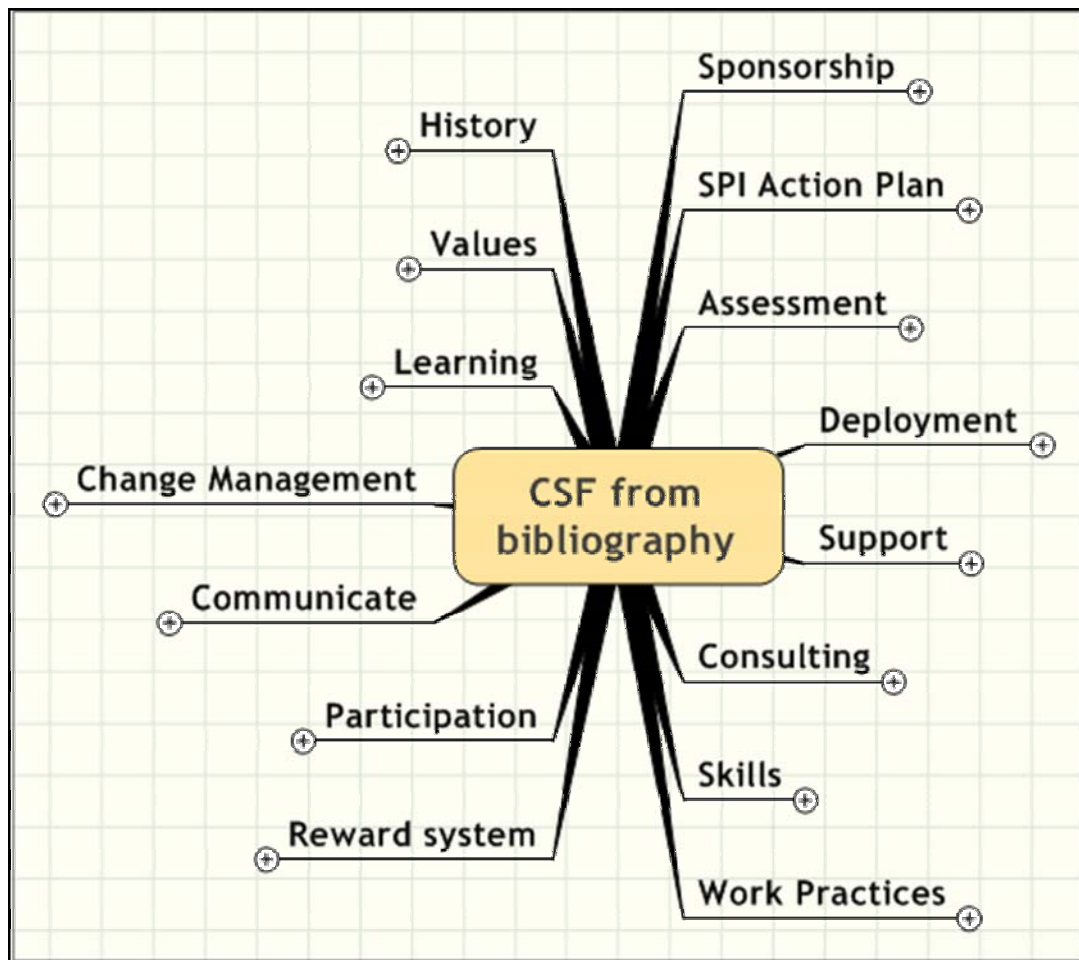 Sponsorship
History
SPI Action Plan
Values
Assessment
Learning
Deployment
Change Management
CSF from
bibliography
Support
Communicate
Consulting
Participation
Skills
Reward system
Work Practices